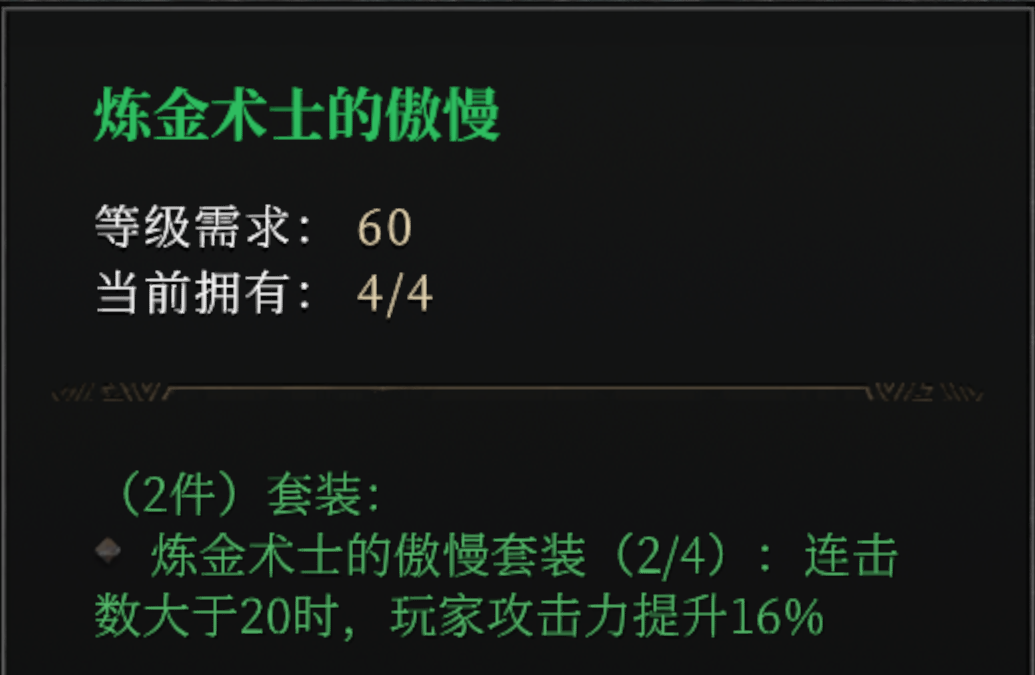 炼金术士的傲慢
等级需求： 60
当前拥有： 4/4
（2件）套装：
炼金术士的傲慢套装（2/4）：连击
数大于20时，玩家攻击力提升16%